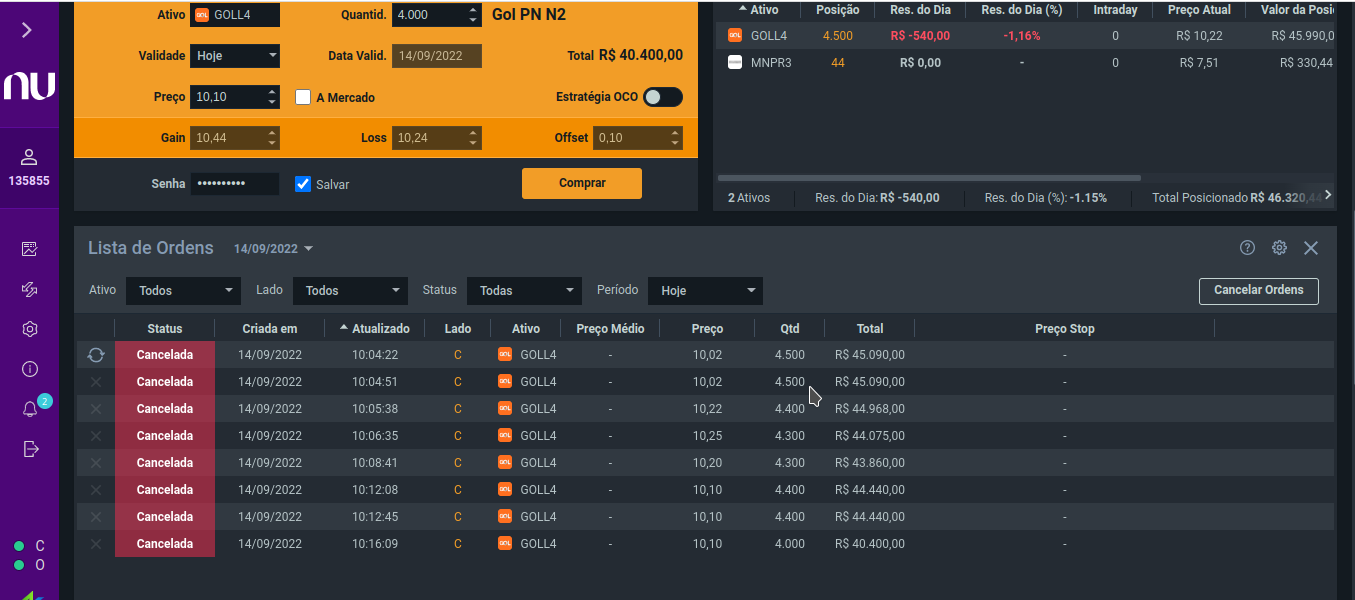 Ativo GOLL4 Quantid. 4.000 Gol PN N2
Validade Hoje Data Valid. 14/09/2022 Total R$ 40.400,00
Preço 10,10 A Mercado Estratégia OCO
Gain 10,44 Loss 10,24 Offset 0,10
Senha •••••••••• Salvar Comprar
Ativo Posição Res. do Dia Res. do Dia (%) Intraday Preço Atual Valor da Posi
GOLL4 4.500 R$ -540,00 -1,16% 0 R$ 10,22 R$ 45.990,0
MNPR3 44 R$ 0,00 - 0 R$ 7,51 R$ 330,44
2 Ativos Res. do Dia: R$ -540,00 Res. do Dia (%): -1.15% Total Posicionado R$ 46.320,44
nu
135855
2
C
O
Lista de Ordens 14/09/2022
Ativo Todos Lado Todos Status Todas Período Hoje Cancelar Ordens
Status Criada em Atualizado Lado Ativo Preço Médio Preço Qtd Total Preço Stop
Cancelada 14/09/2022 10:04:22 C GOLL4 - 10,02 4.500 R$ 45.090,00 -
Cancelada 14/09/2022 10:04:51 C GOLL4 - 10,02 4.500 R$ 45.090,00 -
Cancelada 14/09/2022 10:05:38 C GOLL4 - 10,22 4.400 R$ 44.968,00 -
Cancelada 14/09/2022 10:06:35 C GOLL4 - 10,25 4.300 R$ 44.075,00 -
Cancelada 14/09/2022 10:08:41 C GOLL4 - 10,20 4.300 R$ 43.860,00 -
Cancelada 14/09/2022 10:12:08 C GOLL4 - 10,10 4.400 R$ 44.440,00 -
Cancelada 14/09/2022 10:12:45 C GOLL4 - 10,10 4.400 R$ 44.440,00 -
Cancelada 14/09/2022 10:16:09 C GOLL4 - 10,10 4.000 R$ 40.400,00 -